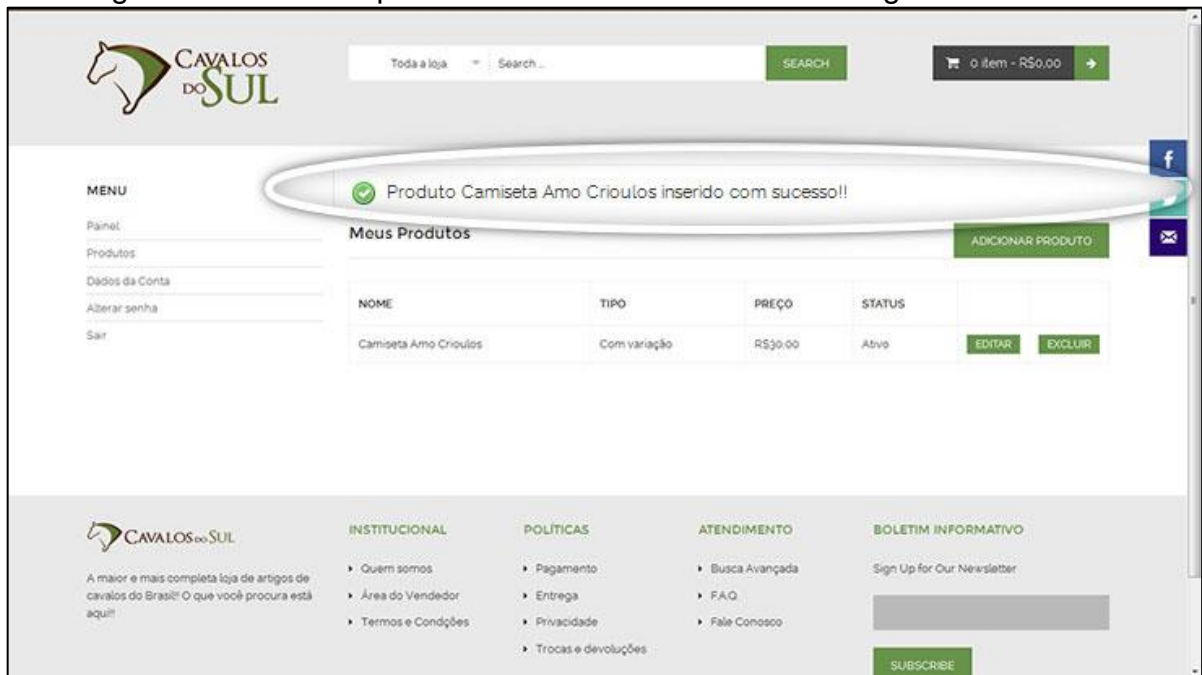 CAVALOS
DO SUL
Toda a loja
Search ...
SEARCH
0 item - R$0,00
MENU
Painel
Produtos
Dados da Conta
Alterar senha
Sair
Produto Camiseta Amo Crioulos inserido com sucesso!!
Meus Produtos
ADICIONAR PRODUTO
NOME TIPO PREÇO STATUS
Camiseta Amo Crioulos Com variação R$30,00 Ativo EDITAR EXCLUIR
CAVALOS DO SUL
A maior e mais completa loja de artigos de
cavalos do Brasil!! O que você procura está
aqui!!
INSTITUCIONAL
Quem somos
Área do Vendedor
Termos e Condções
POLÍTICAS
Pagamento
Entrega
Privacidade
Trocas e devoluções
ATENDIMENTO
Busca Avançada
F.A.Q.
Fale Conosco
BOLETIM INFORMATIVO
Sign Up for Our Newsletter
SUBSCRIBE